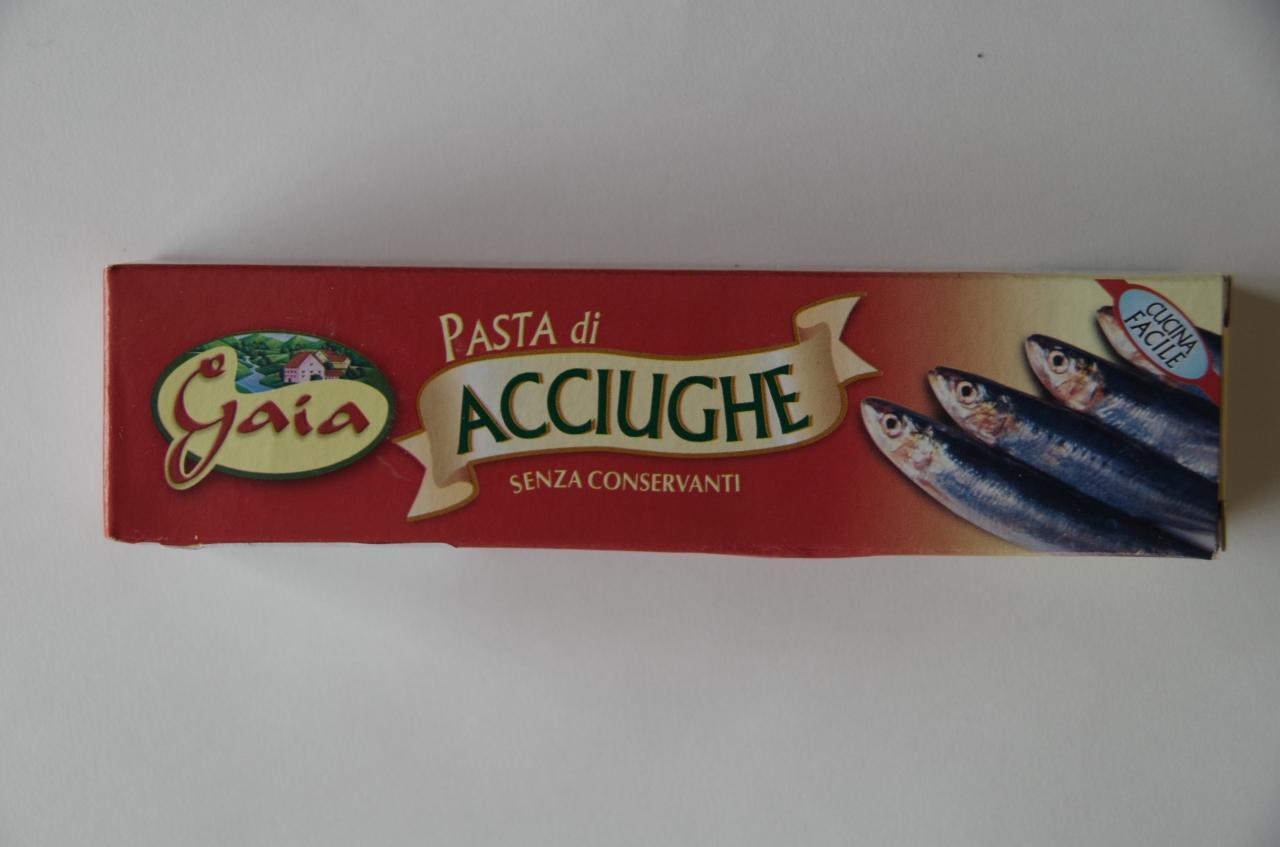 Gaia
PASTA di
ACCIUGHE
SENZA CONSERVANTI
CUCINA
FACILE